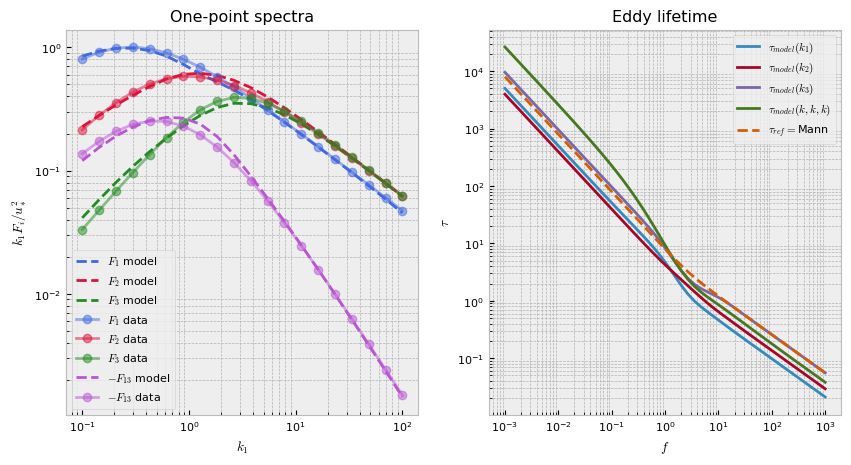 One-point spectra
k₁Fᵢ/u²_*
10⁰
10⁻¹
10⁻²
F₁ model
F₂ model
F₃ model
F₁ data
F₂ data
F₃ data
−F₁₃ model
−F₁₃ data
10⁻¹ 10⁰ 10¹ 10²
k₁
Eddy lifetime
τ
10⁴
10³
10²
10¹
10⁰
10⁻¹
τ_model(k₁)
τ_model(k₂)
τ_model(k₃)
τ_model(k, k, k)
τ_ref = Mann
10⁻³ 10⁻² 10⁻¹ 10⁰ 10¹ 10² 10³
f